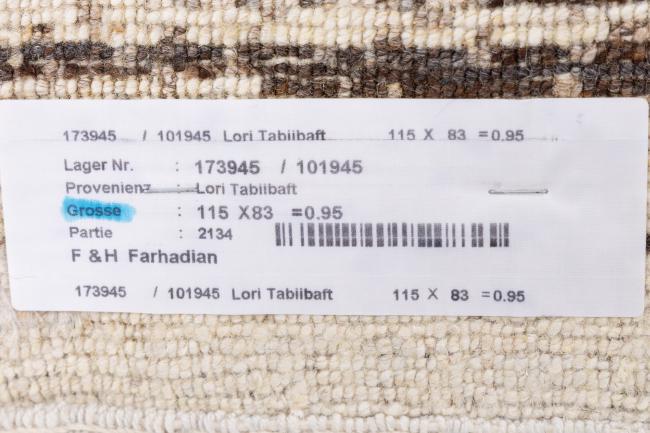 173945 / 101945 Lori Tabiibaft 115 X 83 =0.95
Lager Nr. : 173945 / 101945
Provenienz : Lori Tabiibaft
Grosse : 115 X83 =0.95
Partie : 2134
F &H Farhadian
173945 / 101945 Lori Tabiibaft 115 X 83 =0.95